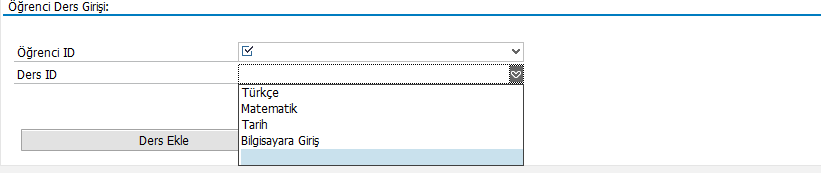 Öğrenci Ders Girişi:
Öğrenci ID
Ders ID
Türkçe
Matematik
Tarih
Bilgisayara Giriş
Ders Ekle